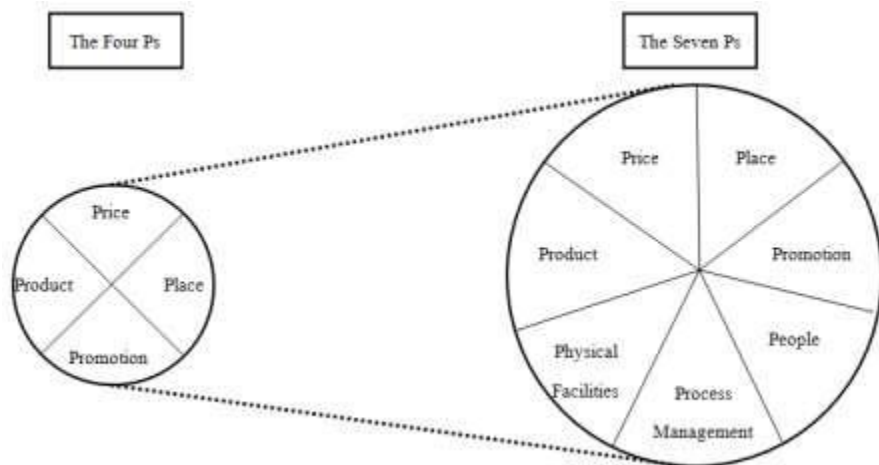 The Four Ps
The Seven Ps
Price
Product
Place
Promotion
Price
Place
Product
Promotion
People
Physical
Facilities
Process
Management